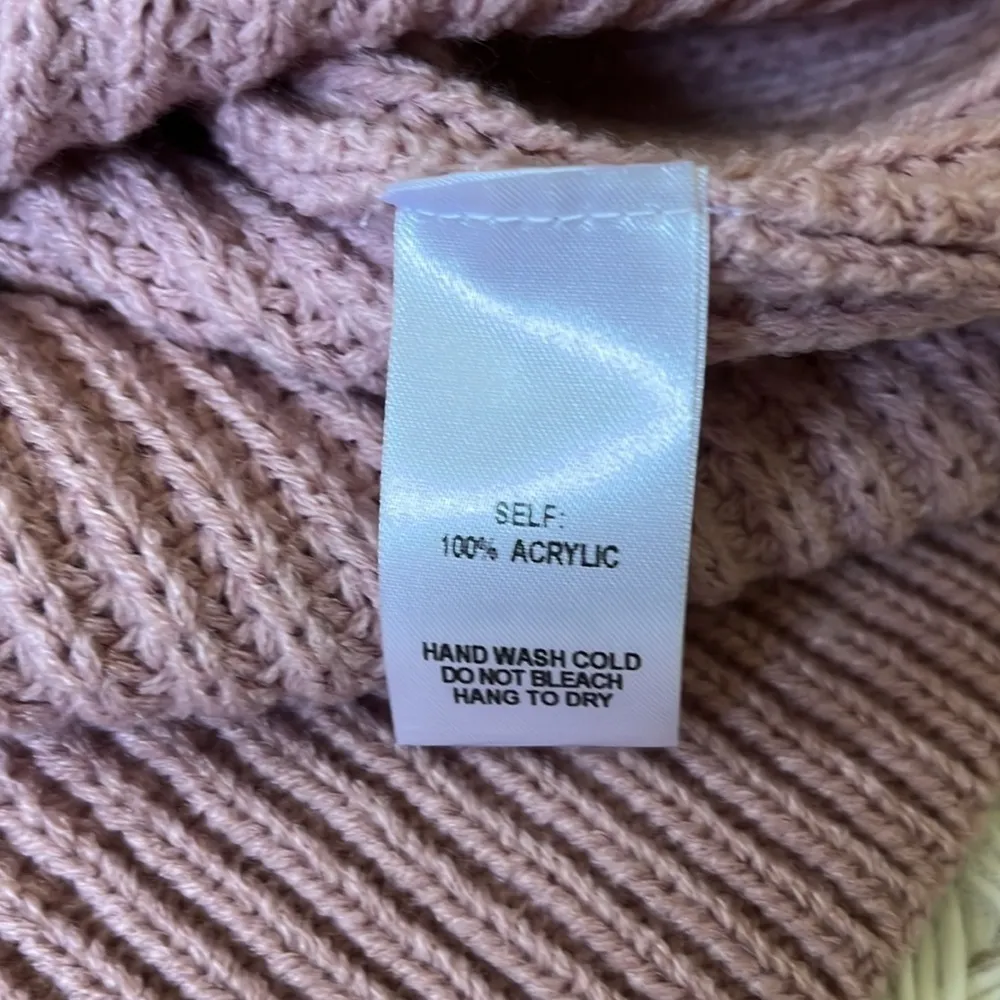 SELF:
100% ACRYLIC
HAND WASH COLD
DO NOT BLEACH
HANG TO DRY